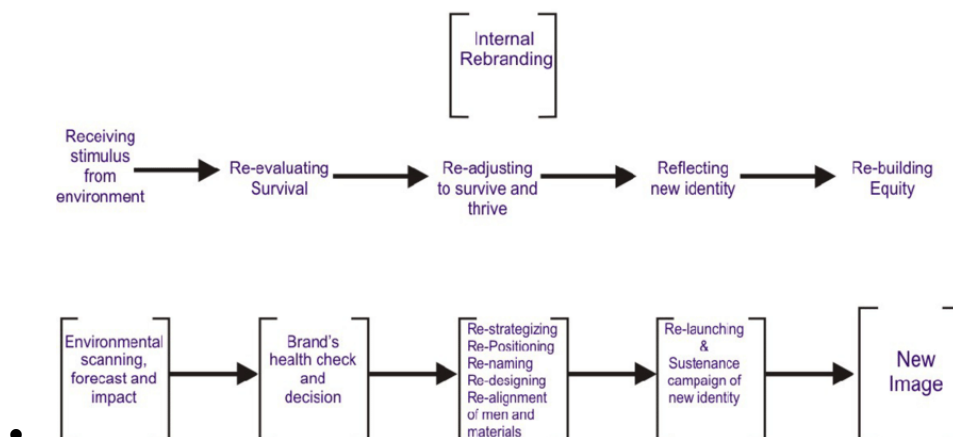 Internal
Rebranding
Receiving
stimulus
from
environment
Re-evaluating
Survival
Re-adjusting
to survive and
thrive
Reflecting
new identity
Re-building
Equity
Environmental
scanning,
forecast and
impact
Brand's
health check
and
decision
Re-strategizing
Re-Positioning
Re-naming
Re-designing
Re-alignment
of men and
materials
Re-launching
&
Sustenance
campaign of
new identity
New
Image